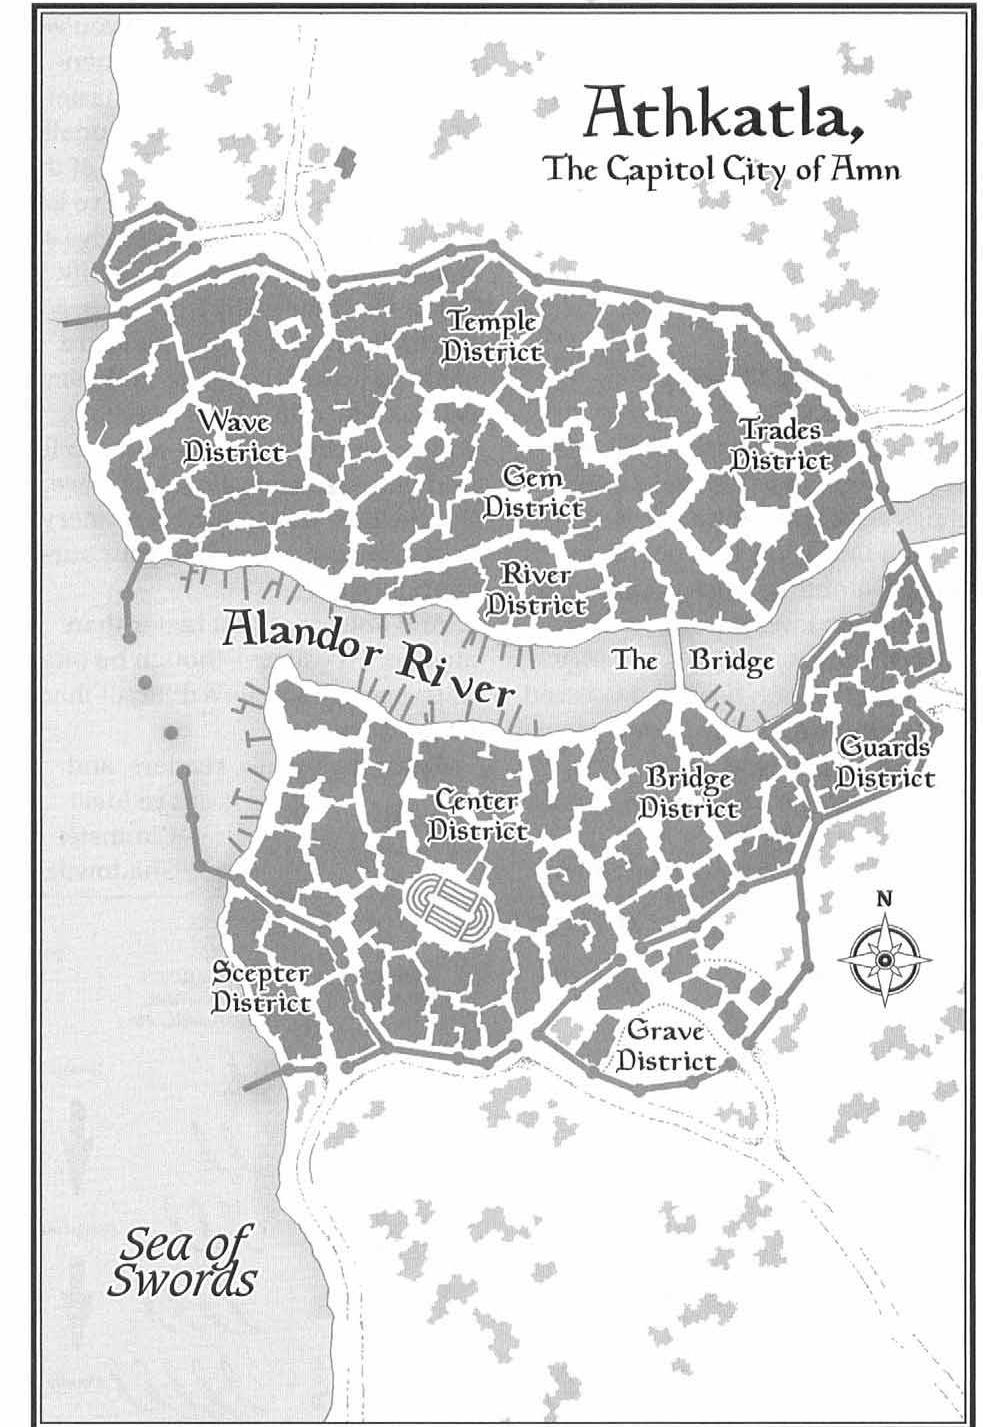 Athkatla,
The Capitol City of Amn
Temple
District
Wave
District
Trades
District
Gem
District
River
District
Alandor River
The Bridge
Guards
District
Bridge
District
Center
District
N
Scepter
District
Grave
District
Sea of
Swords